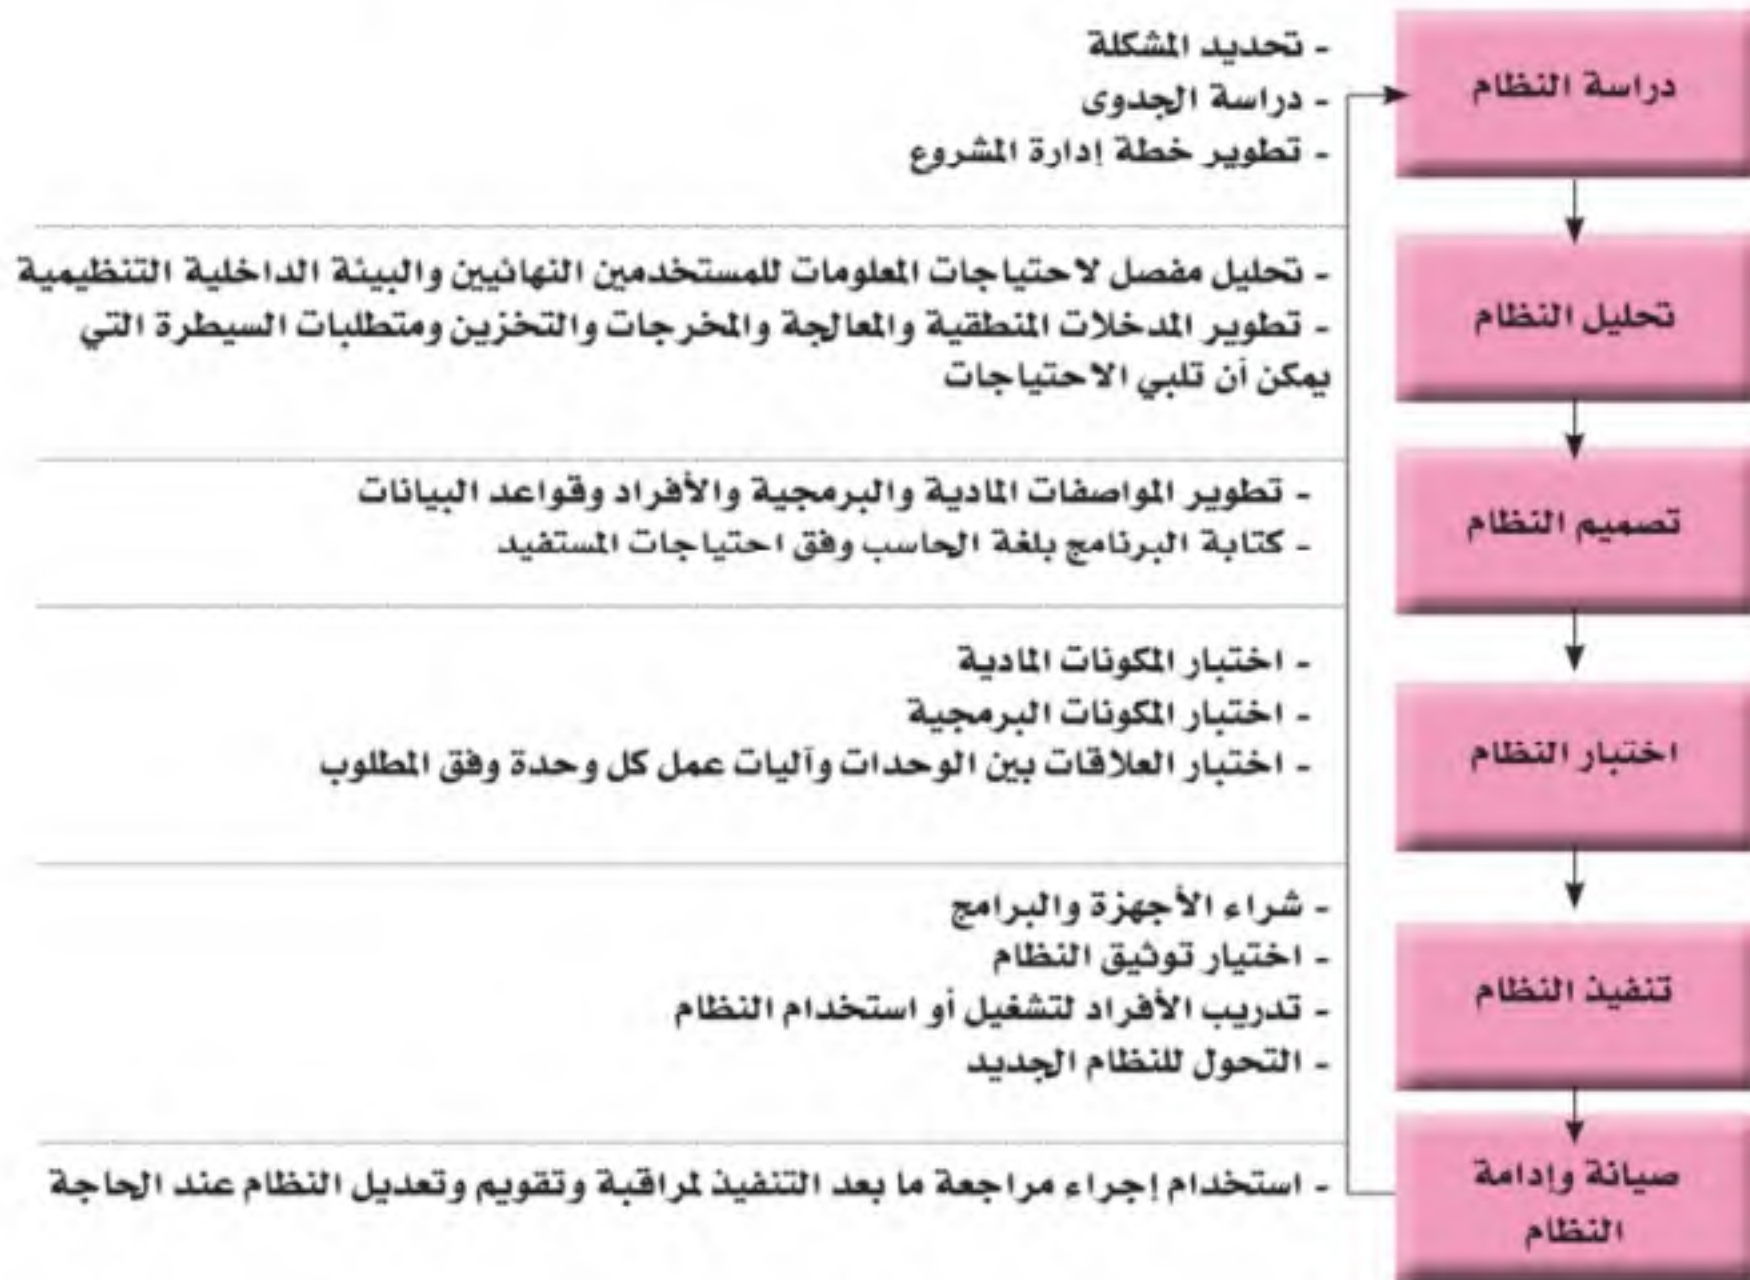 دراسة النظام
- تحديد المشكلة
- دراسة الجدوى
- تطوير خطة إدارة المشروع
تحليل النظام
- تحليل مفصل لاحتياجات المعلومات للمستخدمين النهائيين والبيئة الداخلية التنظيمية
- تطوير المدخلات المنطقية والمعالجة والمخرجات والتخزين ومتطلبات السيطرة التي
يمكن أن تلبي الاحتياجات
تصميم النظام
- تطوير المواصفات المادية والبرمجية والأفراد وقواعد البيانات
- كتابة البرنامج بلغة الحاسب وفق احتياجات المستفيد
اختبار النظام
- اختبار المكونات المادية
- اختبار المكونات البرمجية
- اختبار العلاقات بين الوحدات وآليات عمل كل وحدة وفق المطلوب
تنفيذ النظام
- شراء الأجهزة والبرامج
- اختيار توثيق النظام
- تدريب الأفراد لتشغيل أو استخدام النظام
- التحول للنظام الجديد
صيانة وإدامة
النظام
- استخدام إجراء مراجعة ما بعد التنفيذ لمراقبة وتقويم وتعديل النظام عند الحاجة